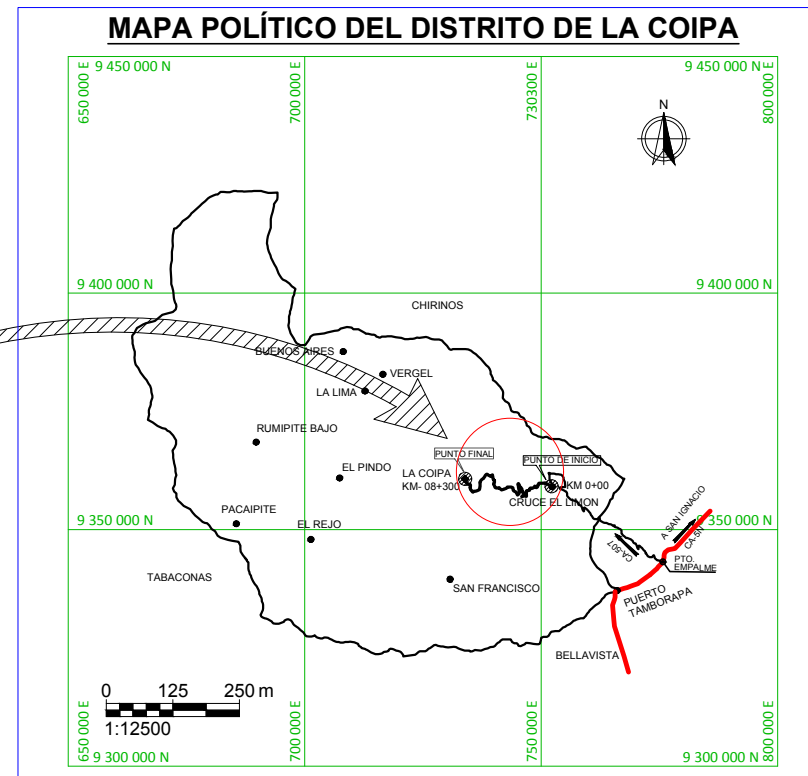 MAPA POLÍTICO DEL DISTRITO DE LA COIPA
9 450 000 N
9 450 000 N
650 000 E
700 000 E
730300 E
800 000 E
N
9 400 000 N
9 400 000 N
CHIRINOS
BUENOS AIRES
VERGEL
LA LIMA
RUMIPITE BAJO
PUNTO FINAL
PUNTO DE INICIO
EL PINDO
LA COIPA
KM- 08+300
KM 0+00
CRUCE EL LIMON
PACAIPITE
EL REJO
9 350 000 N
9 350 000 N
A SAN IGNACIO
CA-5N
CA-507
PTO.
EMPALME
TABACONAS
SAN FRANCISCO
PUERTO
TAMBORAPA
BELLAVISTA
0 125 250 m
1:12500
650 000 E
700 000 E
750 000 E
800 000 E
9 300 000 N
9 300 000 N